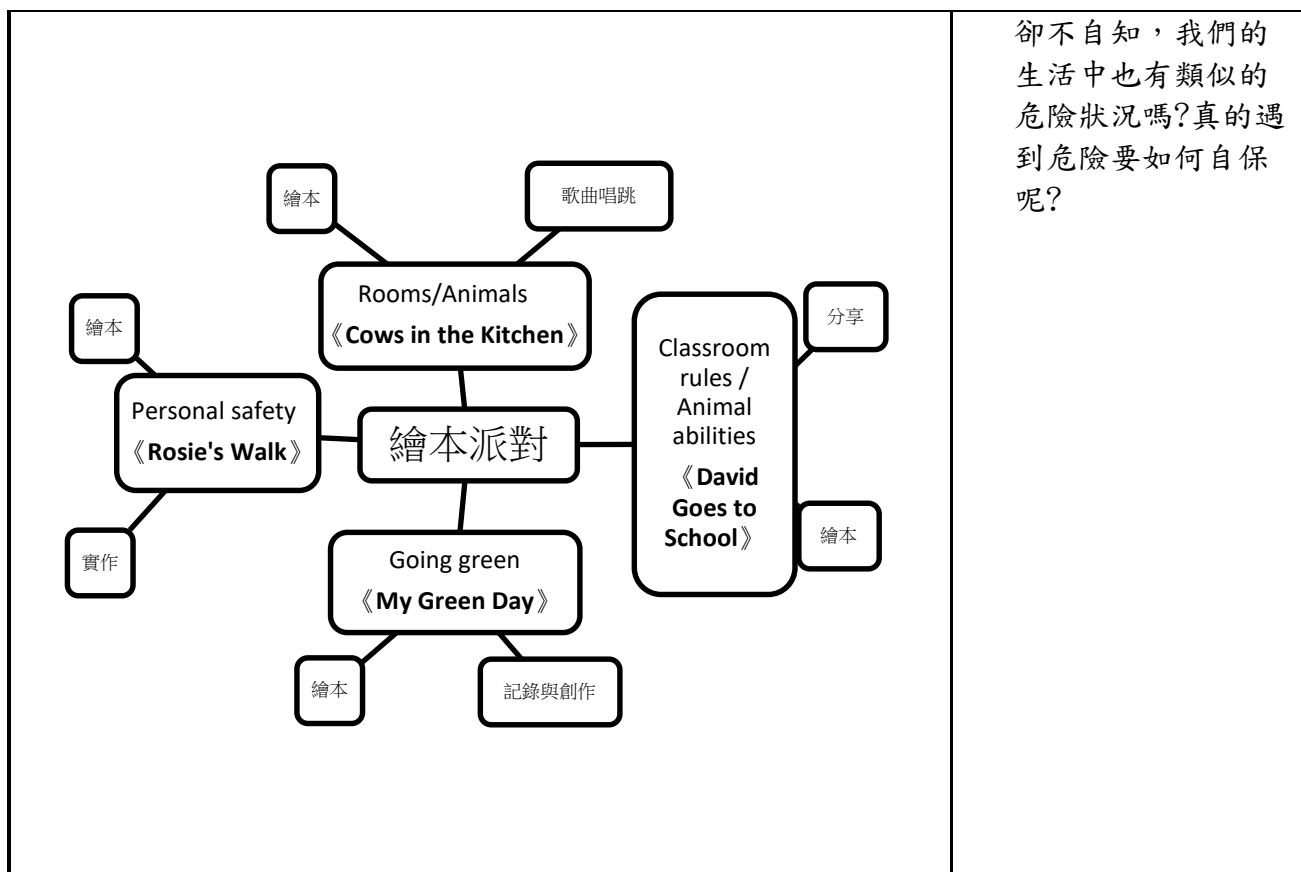 繪本
歌曲唱跳
Rooms/Animals
《Cows in the Kitchen》
繪本
Personal safety
《Rosie's Walk》
實作
繪本派對
Classroom
rules /
Animal
abilities
《David
Goes to
School》
分享
繪本
Going green
《My Green Day》
繪本
記錄與創作
卻不自知，我們的
生活中也有類似的
危險狀況嗎?真的遇
到危險要如何自保
呢?